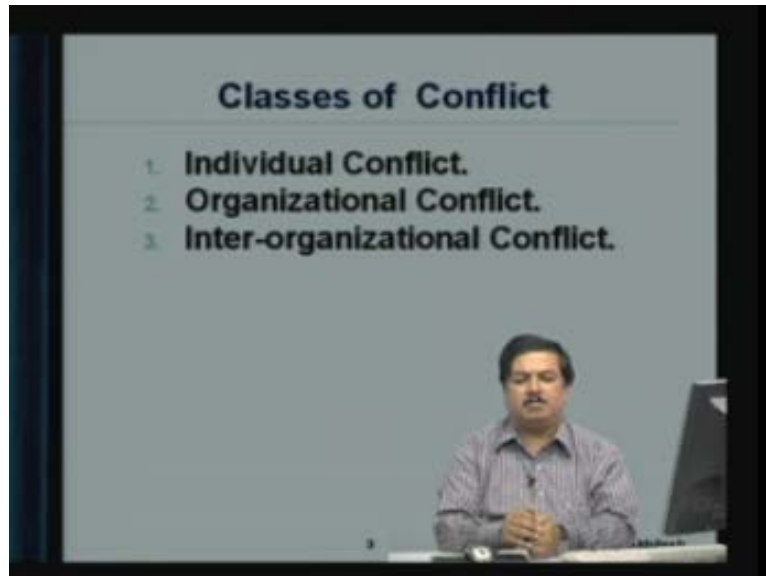 Classes of Conflict
1. Individual Conflict.
2. Organizational Conflict.
3. Inter-organizational Conflict.
3